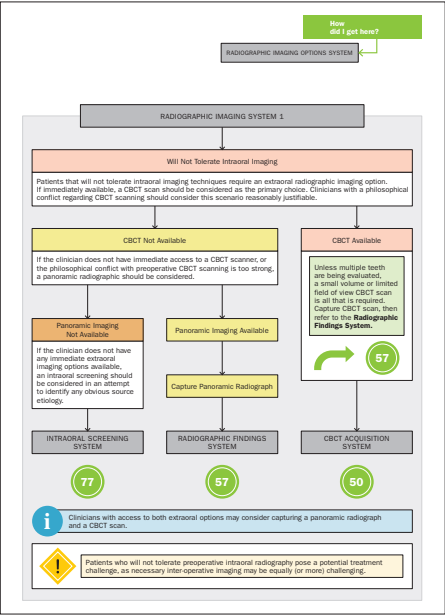 How
did I get here?
RADIOGRAPHIC IMAGING OPTIONS SYSTEM
RADIOGRAPHIC IMAGING SYSTEM 1
Will Not Tolerate Intraoral Imaging
Patients that will not tolerate intraoral imaging techniques require an extraoral radiographic imaging option.
If immediately available, a CBCT scan should be considered as the primary choice. Clinicians with a philosophical
conflict regarding CBCT scanning should consider this scenario reasonably justifiable.
CBCT Not Available
If the clinician does not have immediate access to a CBCT scanner, or
the philosophical conflict with preoperative CBCT scanning is too strong,
a panoramic radiograph should be considered.
CBCT Available
Unless multiple teeth
are being evaluated,
a small volume or limited
field of view CBCT scan
is all that is required.
Capture CBCT scan, then
refer to the Radiographic
Findings System.
57
Panoramic Imaging
Not Available
If the clinician does not have
any immediate extraoral
imaging options available,
an intraoral screening should
be considered in an attempt
to identify any obvious source
etiology.
Panoramic Imaging Available
Capture Panoramic Radiograph
INTRAORAL SCREENING
SYSTEM
77
RADIOGRAPHIC FINDINGS
SYSTEM
57
CBCT ACQUISITION
SYSTEM
50
i
Clinicians with access to both extraoral options may consider capturing a panoramic radiograph
and a CBCT scan.
!
Patients who will not tolerate preoperative intraoral radiography pose a potential treatment
challenge, as necessary inter-operative imaging may be equally (or more) challenging.